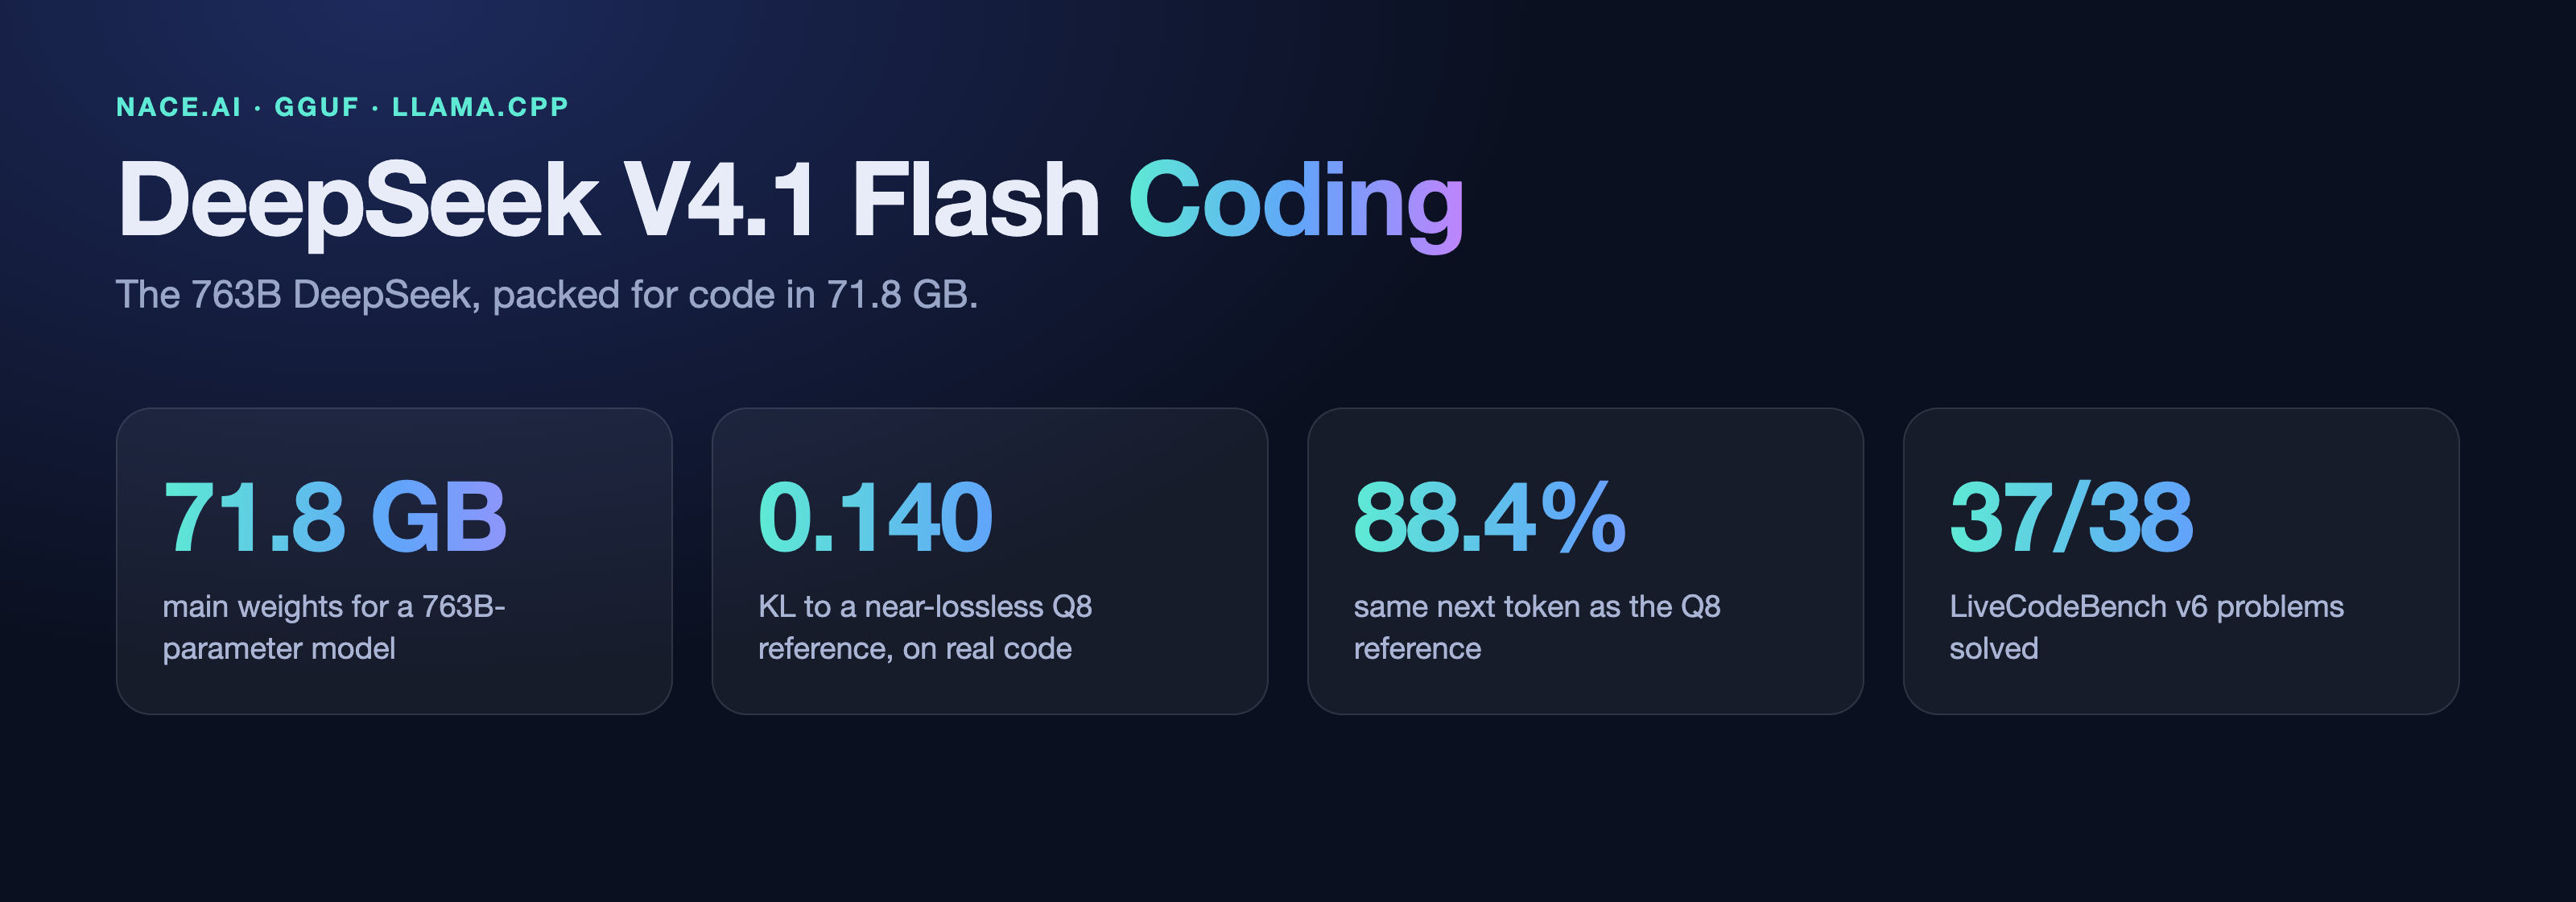 NACE.AI · GGUF · LLAMA.CPP
DeepSeek V4.1 Flash Coding
The 763B DeepSeek, packed for code in 71.8 GB.
71.8 GB
main weights for a 763B-
parameter model
0.140
KL to a near-lossless Q8
reference, on real code
88.4%
same next token as the Q8
reference
37/38
LiveCodeBench v6 problems
solved